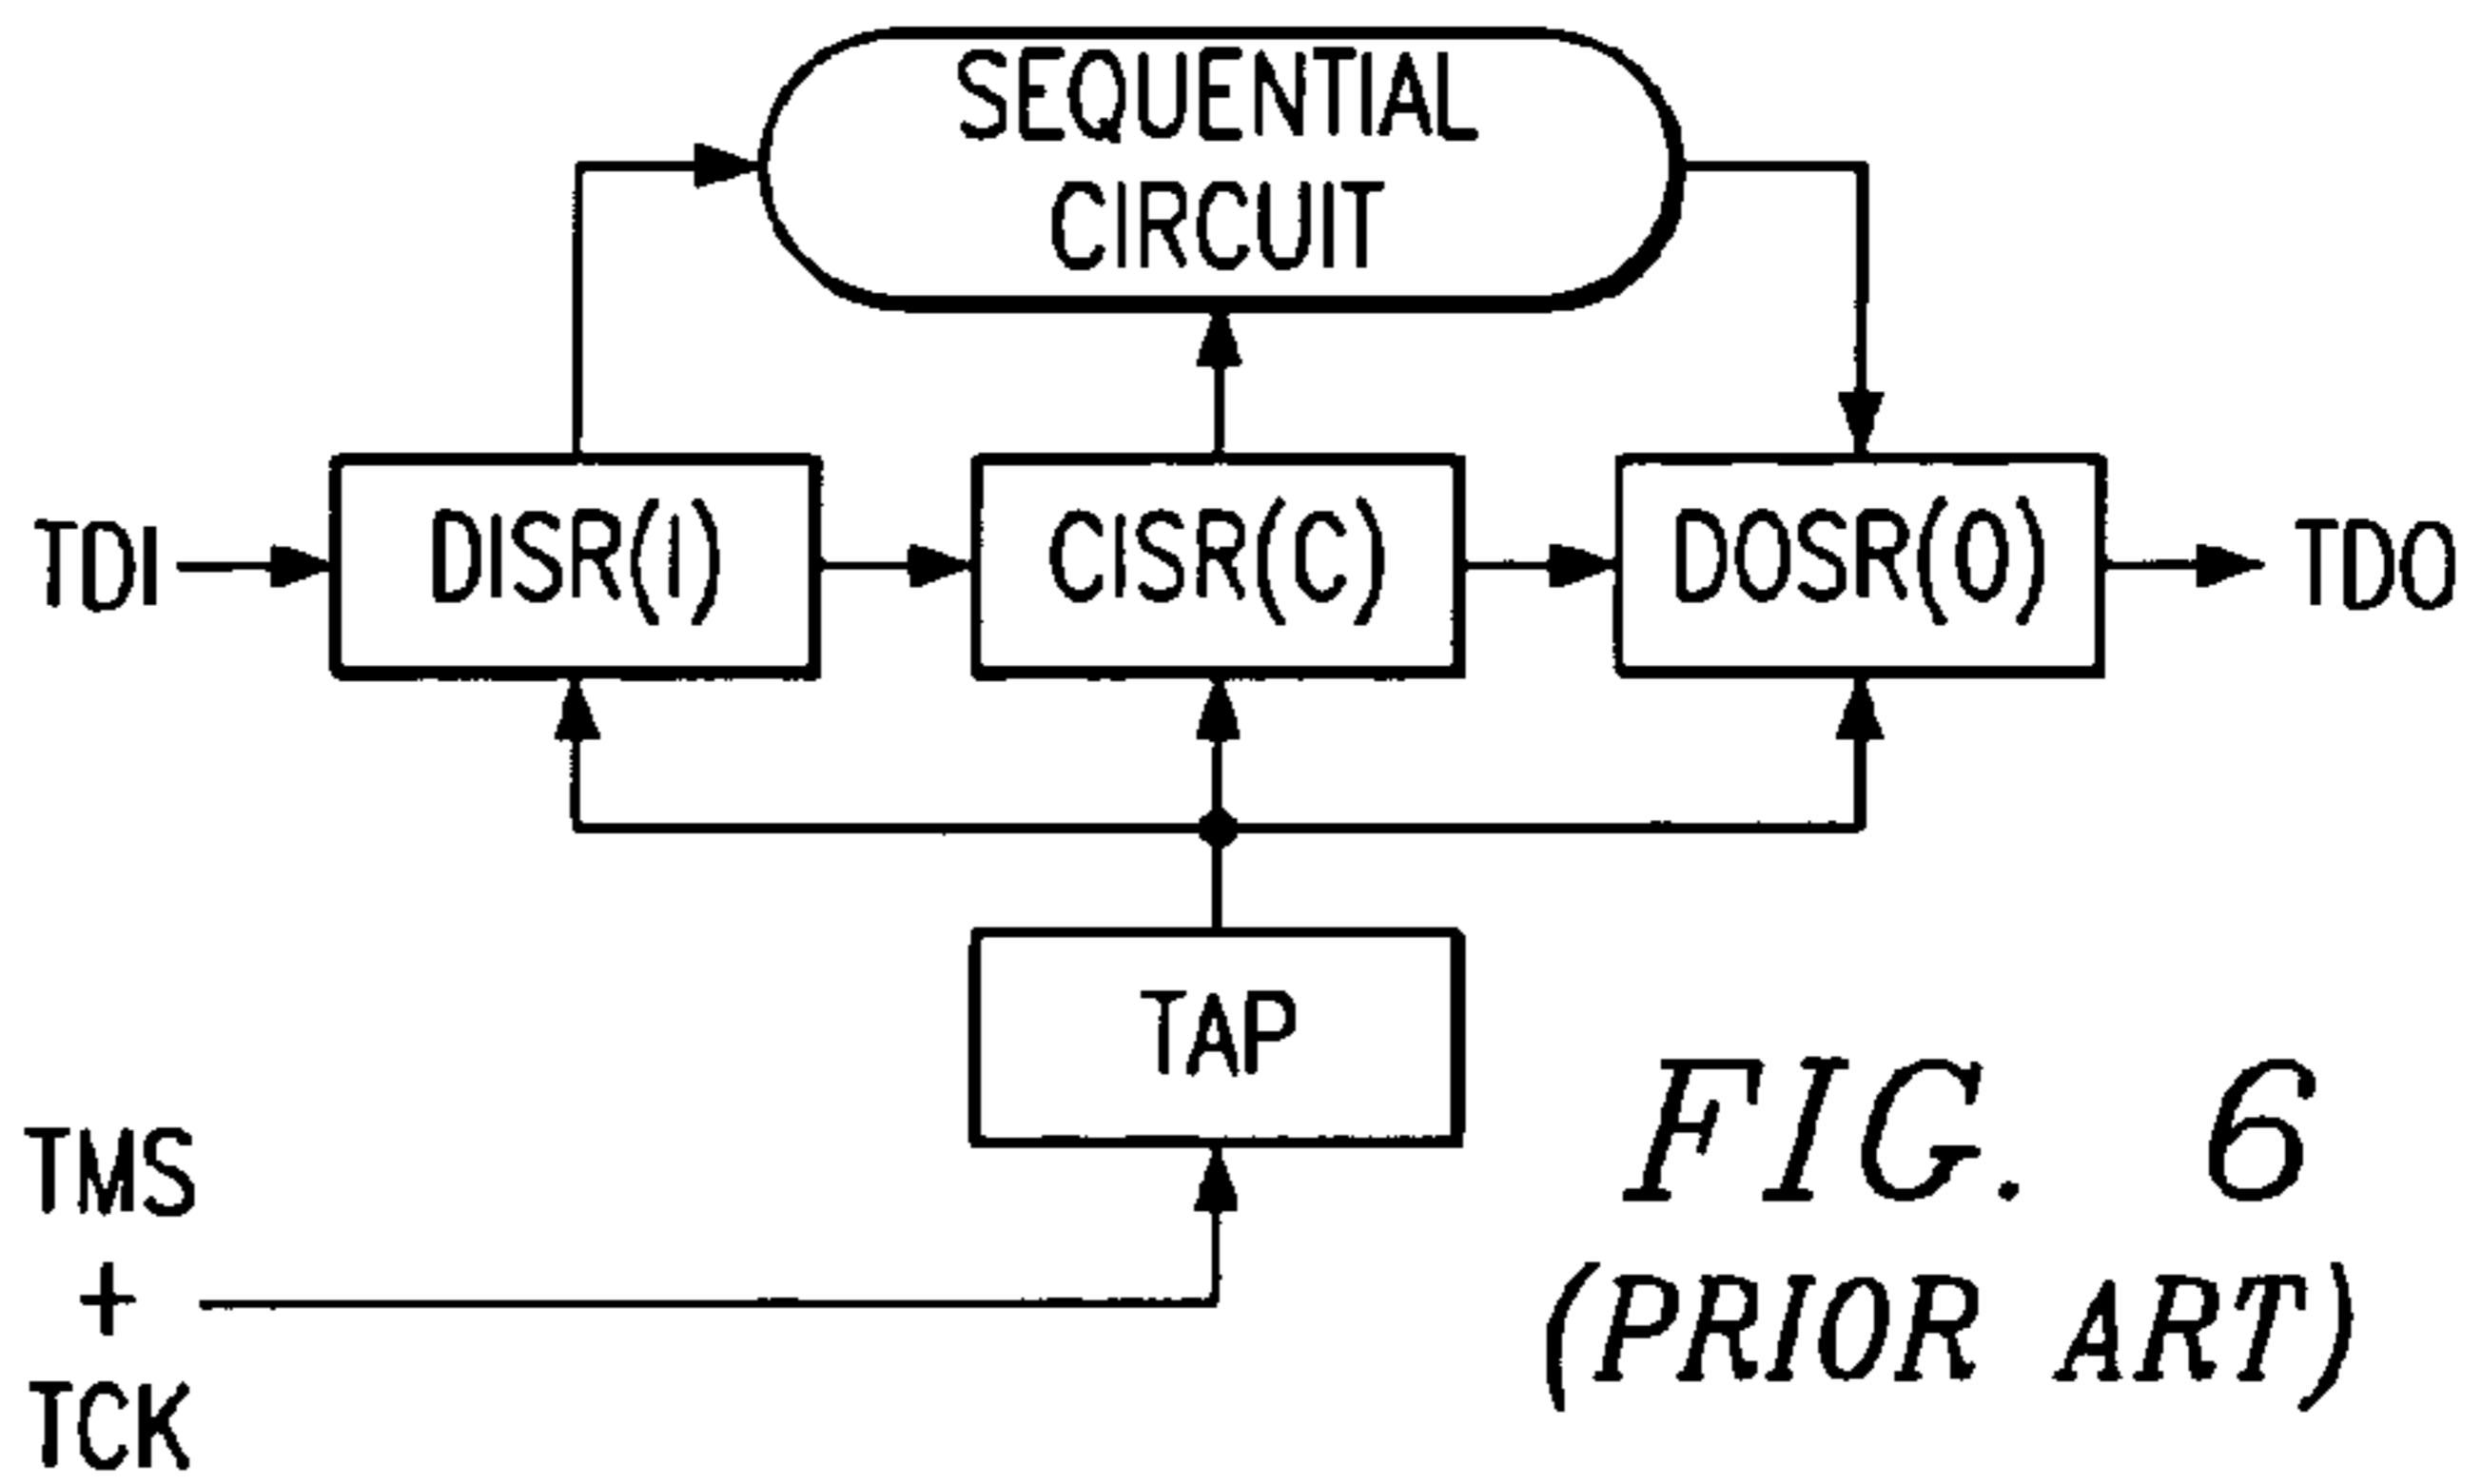 SEQUENTIAL
CIRCUIT
TDI
DISR(I)
CISR(C)
DOSR(O)
TDO
TAP
TMS
+
TCK
FIG. 6
(PRIOR ART)